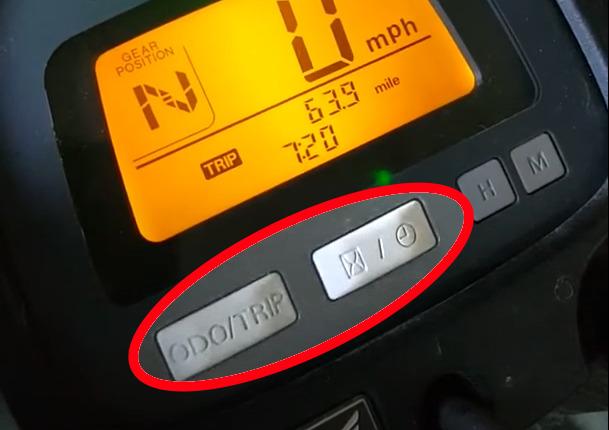 GEAR
POSITION
N
0 mph
63.9 mile
TRIP 7:20
H M
ODO/TRIP /